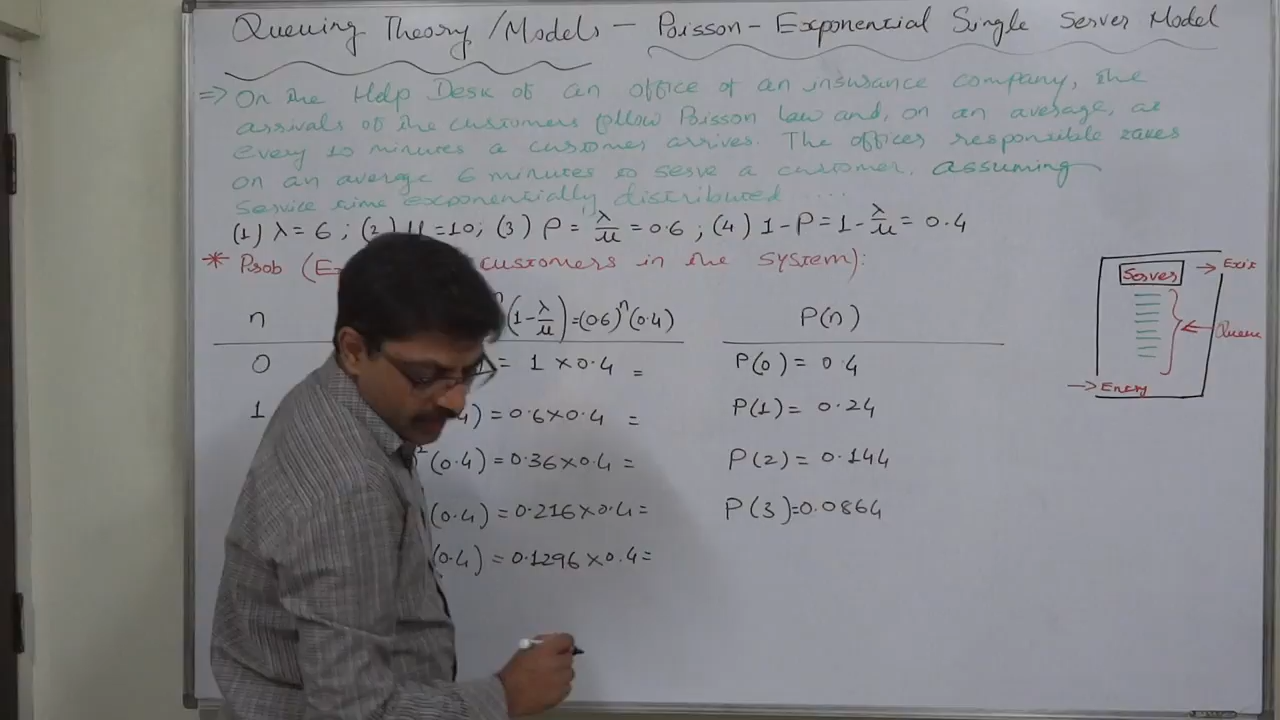 Queuing Theory /Models – Poisson – Exponential Single Server Model
⇒ On the Help Desk of an office of an insurance company, the
arrivals of the customers follow Poisson law and, on an average, at
every 10 minutes a customer arrives. The officer responsible takes
on an average 6 minutes to serve a customer, assuming
service time exponentially distributed ....
(1) λ = 6 ; (2) μ = 10; (3) ρ = λ/μ = 0.6 ; (4) 1-ρ = 1 - λ/μ = 0.4
* Prob ( customers in the system):
n (1-λ/μ) = (0.6)^n (0.4) P(n)
0 = 1 × 0.4 = P(0) = 0.4
1 4) = 0.6 × 0.4 = P(1) = 0.24
² (0.4) = 0.36 × 0.4 = P(2) = 0.144
(0.4) = 0.216 × 0.4 = P(3) = 0.0864
(0.4) = 0.1296 × 0.4 =
Server → Exit
← Queue
→ Entry